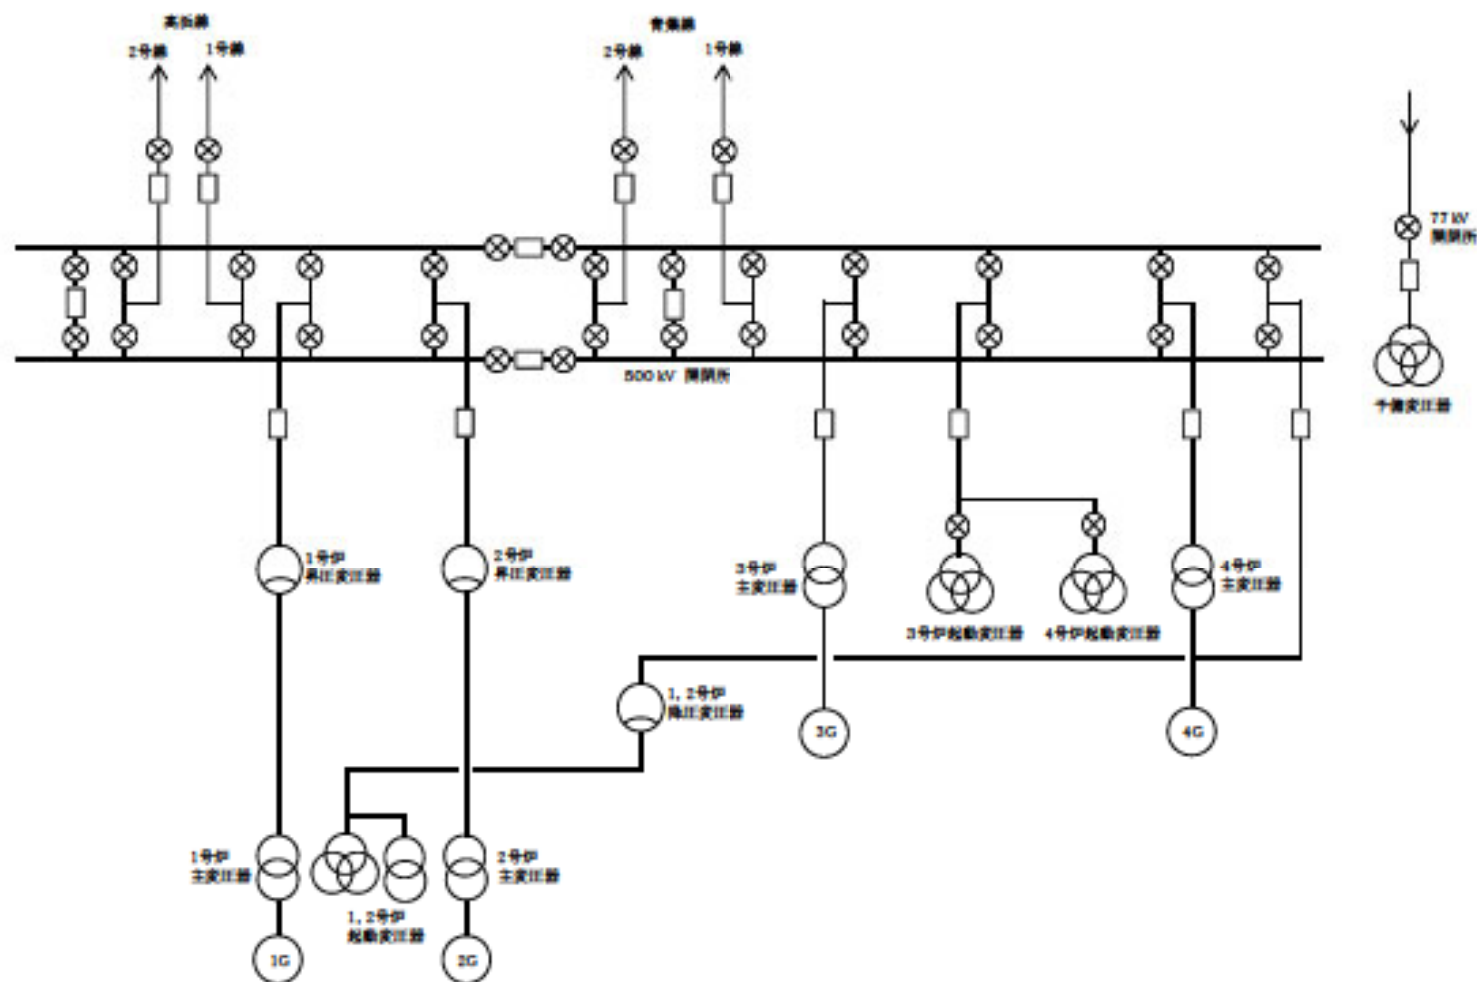 高浜線
2号線
1号線
青葉線
2号線
1号線
77 kV
開閉所
予備変圧器
500 kV 開閉所
1号炉
昇圧変圧器
2号炉
昇圧変圧器
3号炉
主変圧器
3号炉起動変圧器
4号炉起動変圧器
4号炉
主変圧器
1, 2号炉
降圧変圧器
3G
4G
1号炉
主変圧器
1, 2号炉
起動変圧器
2号炉
主変圧器
1G
2G